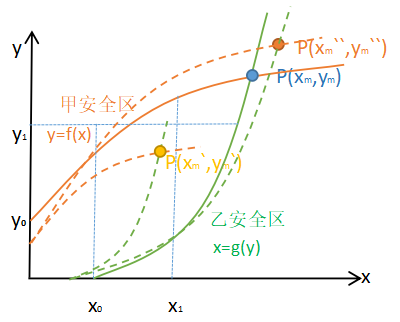 y
P(xₘ``,yₘ``)
P(xₘ,yₘ)
甲安全区
y₁
y=f(x)
P(xₘ`,yₘ`)
y₀
乙安全区
x=g(y)
x
x₀
x₁